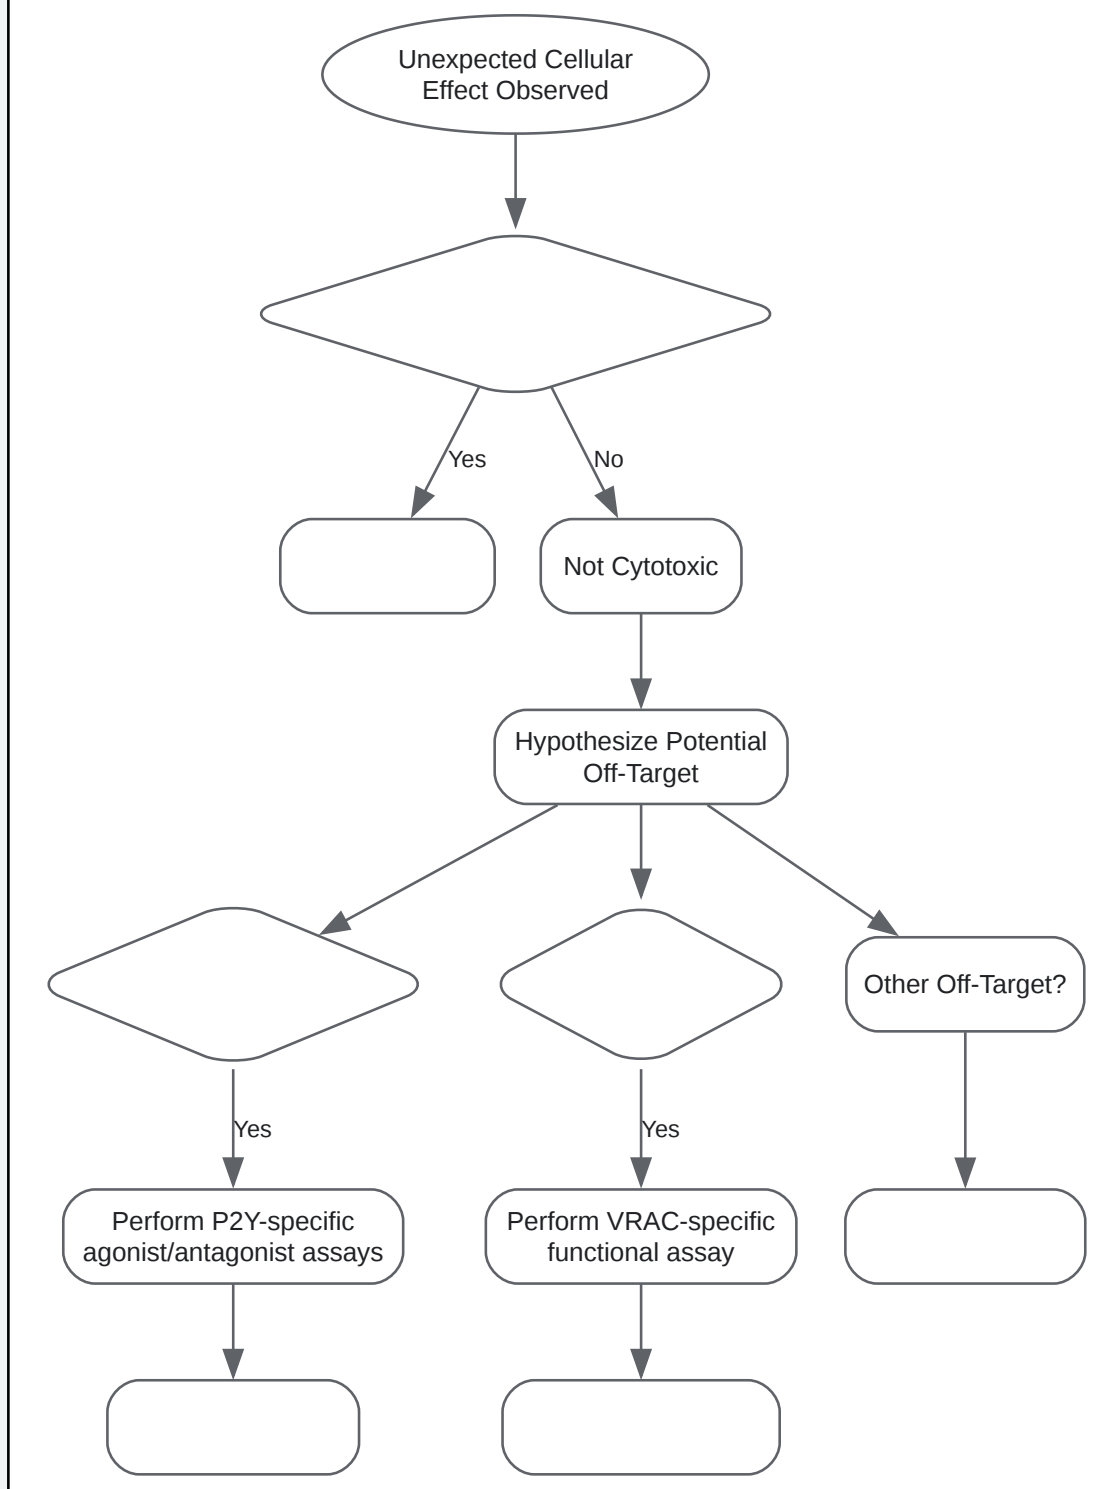 Unexpected Cellular
Effect Observed
Yes
No
Not Cytotoxic
Hypothesize Potential
Off-Target
Other Off-Target?
Yes
Yes
Perform P2Y-specific
agonist/antagonist assays
Perform VRAC-specific
functional assay